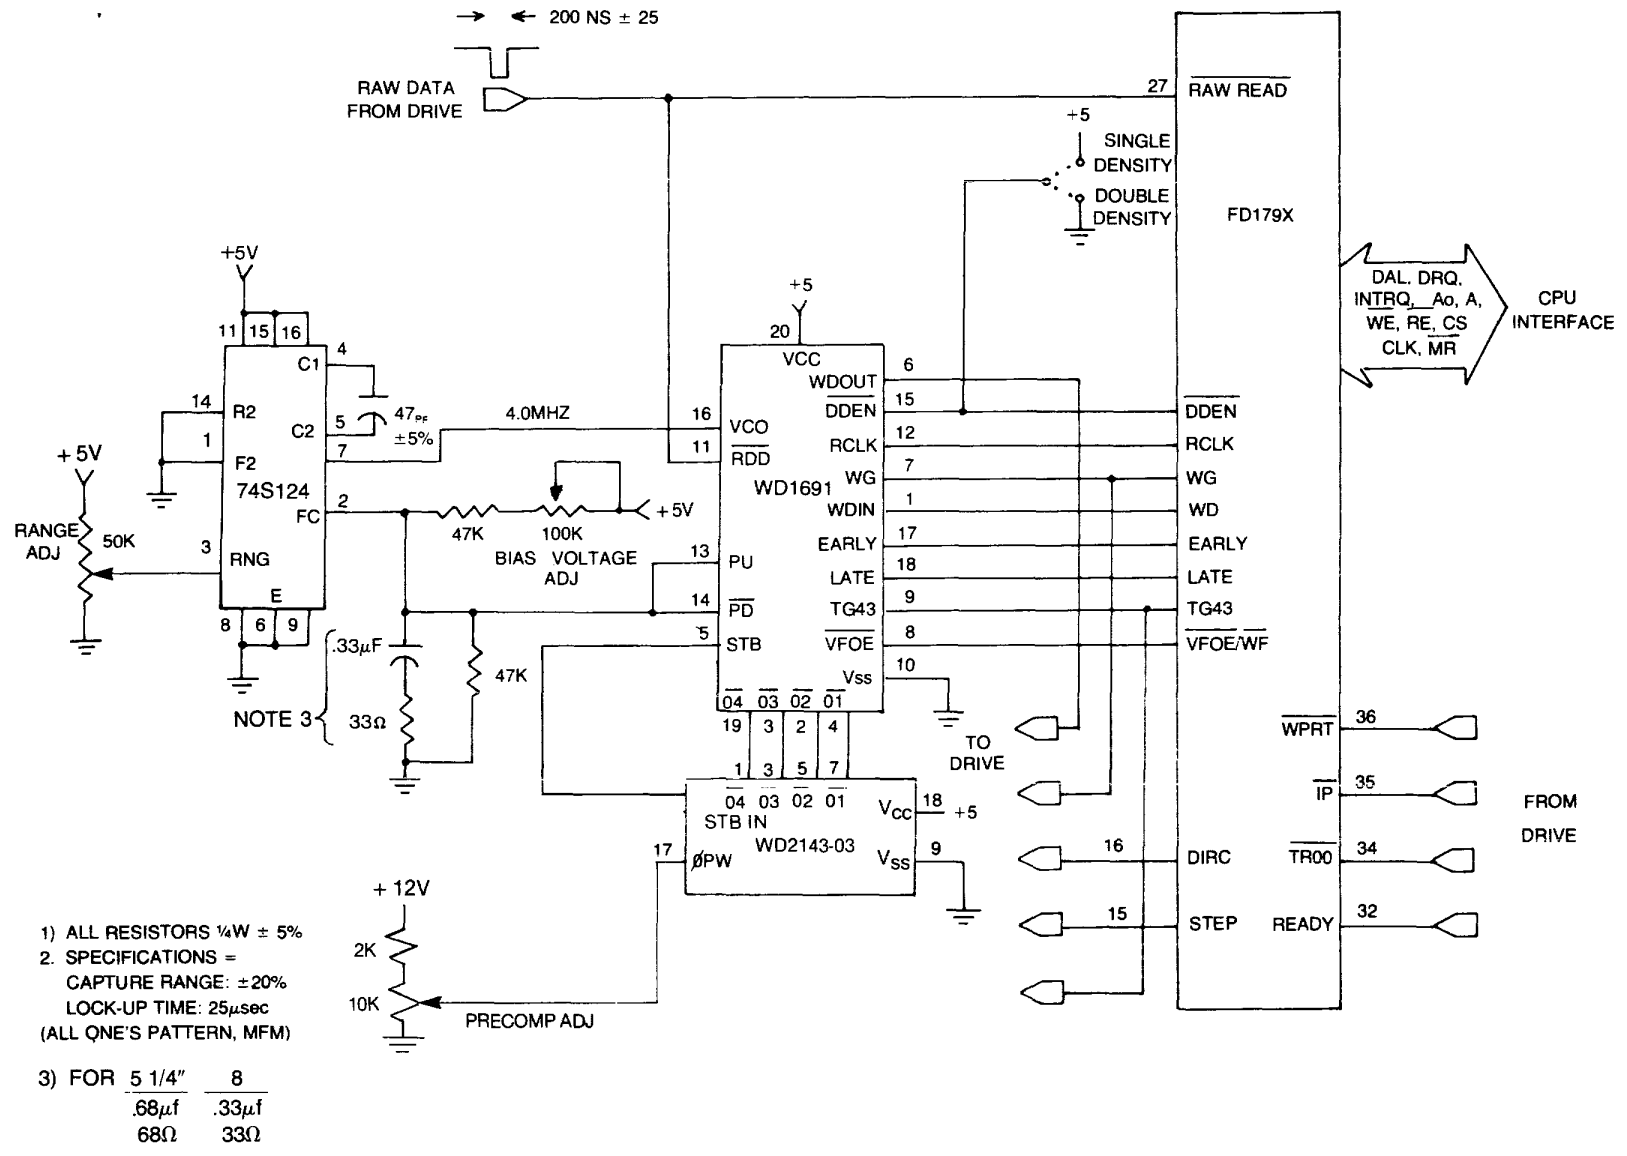 200 NS ± 25
RAW DATA
FROM DRIVE
27
RAW READ
+5
SINGLE
DENSITY
DOUBLE
DENSITY
FD179X
DAL, DRQ,
INTRQ, Ao, A,
WE, RE, CS
CLK, MR
CPU
INTERFACE
+5V
11 15 16
4
C1
14
R2
5
C2
47PF
±5%
1
F2
7
74S124
4.0MHZ
+ 5V
RANGE
ADJ
50K
3
RNG
FC
2
47K
100K
+ 5V
BIAS VOLTAGE
ADJ
E
8 6 9
.33µF
47K
NOTE 3
33Ω
+5
20
VCC
WDOUT
6
DDEN
15
DDEN
16
VCO
RCLK
12
RCLK
11
RDD
WG
7
WG
WD1691
WDIN
1
WD
EARLY
17
EARLY
13
PU
LATE
18
LATE
14
PD
TG43
9
TG43
5
STB
VFOE
8
VFOE/WF
Vss
10
04 03 02 01
19 3 2 4
1 3 5 7
04 03 02 01
STB IN
VCC
18
+5
WD2143-03
17
ØPW
VSS
9
TO
DRIVE
WPRT
36
IP
35
FROM
DRIVE
16
DIRC
TR00
34
15
STEP
READY
32
+ 12V
2K
10K
PRECOMP ADJ
1) ALL RESISTORS ¼W ± 5%
2. SPECIFICATIONS =
CAPTURE RANGE: ±20%
LOCK-UP TIME: 25µsec
(ALL ONE'S PATTERN, MFM)
3) FOR 5 1/4″ 8
.68µf .33µf
68Ω 33Ω